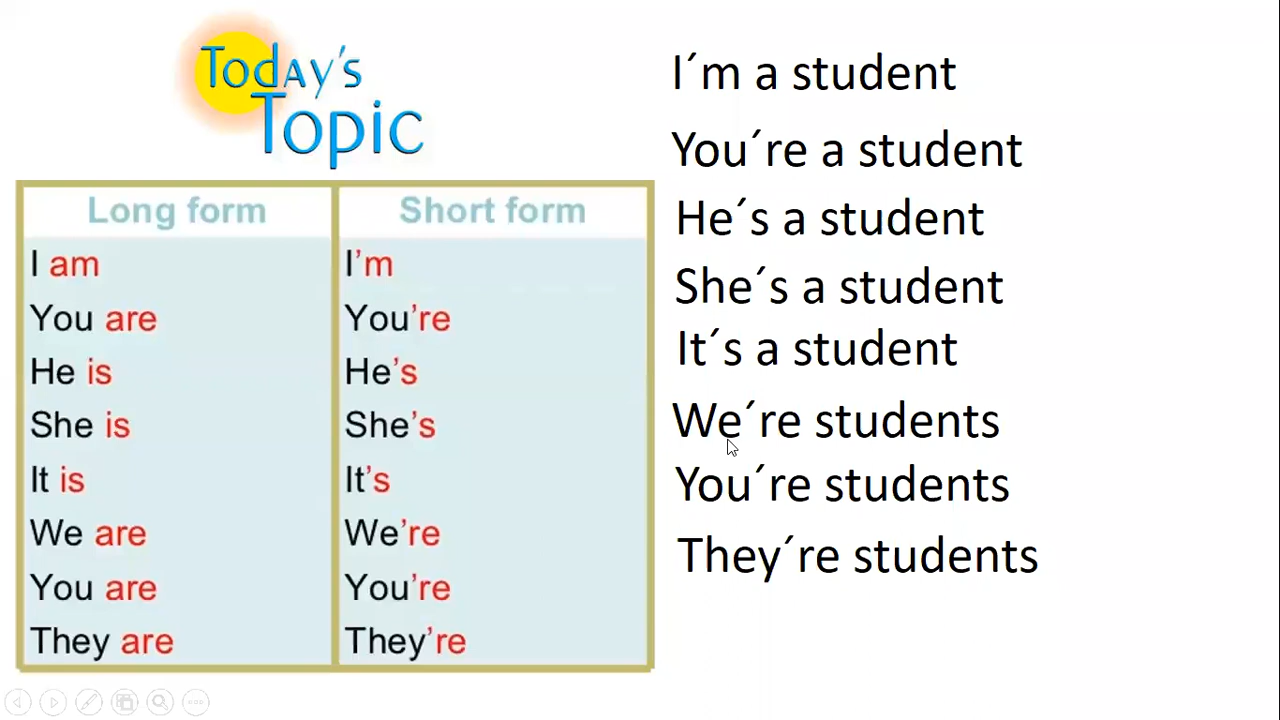 Today's
Topic
Long form Short form
I am I’m
You are You’re
He is He’s
She is She’s
It is It’s
We are We’re
You are You’re
They are They’re
I´m a student
You´re a student
He´s a student
She´s a student
It´s a student
We´re students
You´re students
They´re students